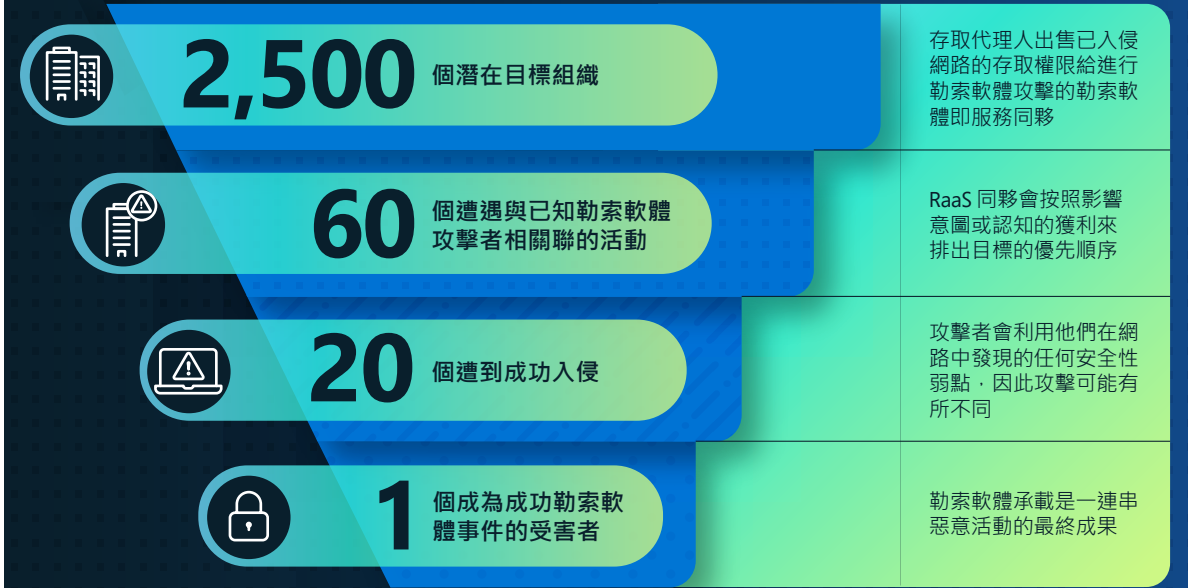 2,500
個潛在目標組織
存取代理人出售已入侵
網路的存取權限給進行
勒索軟體攻擊的勒索軟
體即服務同夥
60
個遭遇與已知勒索軟體
攻擊者相關聯的活動
RaaS 同夥會按照影響
意圖或認知的獲利來
排出目標的優先順序
20
個遭到成功入侵
攻擊者會利用他們在網
路中發現的任何安全性
弱點，因此攻擊可能有
所不同
1
個成為成功勒索軟
體事件的受害者
勒索軟體承載是一連串
惡意活動的最終成果